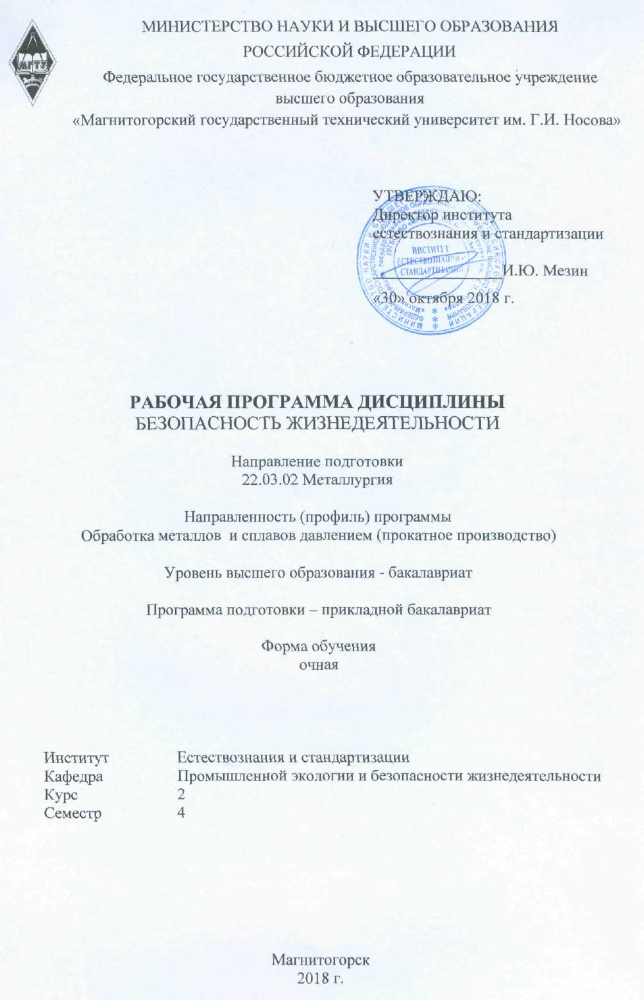 МИНИСТЕРСТВО НАУКИ И ВЫСШЕГО ОБРАЗОВАНИЯ
РОССИЙСКОЙ ФЕДЕРАЦИИ
Федеральное государственное бюджетное образовательное учреждение
высшего образования
«Магнитогорский государственный технический университет им. Г.И. Носова»
МГТУ
УТВЕРЖДАЮ:
Директор института
естествознания и стандартизации
И.Ю. Мезин
«30» октября 2018 г.
ИНСТИТУТ
ЕСТЕСТВОЗНАНИЯ И
СТАНДАРТИЗАЦИИ
РАБОЧАЯ ПРОГРАММА ДИСЦИПЛИНЫ
БЕЗОПАСНОСТЬ ЖИЗНЕДЕЯТЕЛЬНОСТИ
Направление подготовки
22.03.02 Металлургия
Направленность (профиль) программы
Обработка металлов и сплавов давлением (прокатное производство)
Уровень высшего образования - бакалавриат
Программа подготовки – прикладной бакалавриат
Форма обучения
очная
Институт Естествознания и стандартизации
Кафедра Промышленной экологии и безопасности жизнедеятельности
Курс 2
Семестр 4
Магнитогорск
2018 г.